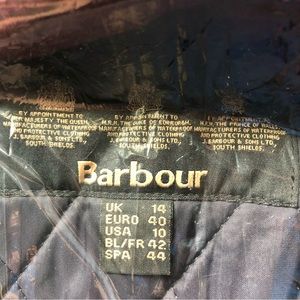 BY APPOINTMENT TO
HER MAJESTY THE QUEEN,
MANUFACTURERS OF WATERPROOF
AND PROTECTIVE CLOTHING
J. BARBOUR & SONS LTD.,
SOUTH SHIELDS.
BY APPOINTMENT TO
H.R.H. THE DUKE OF EDINBURGH,
MANUFACTURERS OF WATERPROOF
AND PROTECTIVE CLOTHING
J. BARBOUR & SONS LTD.,
SOUTH SHIELDS.
BY APPOINTMENT TO
H.R.H. THE PRINCE OF WALES
MANUFACTURERS OF WATERPROOF
AND PROTECTIVE CLOTHING
J. BARBOUR & SONS LTD.,
SOUTH SHIELDS.
Barbour
UK 14
EURO 40
USA 10
BL/FR 42
SPA 44